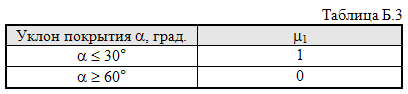 Таблица Б.3
Уклон покрытия α, град. μ1
α ≤ 30° 1
α ≥ 60° 0